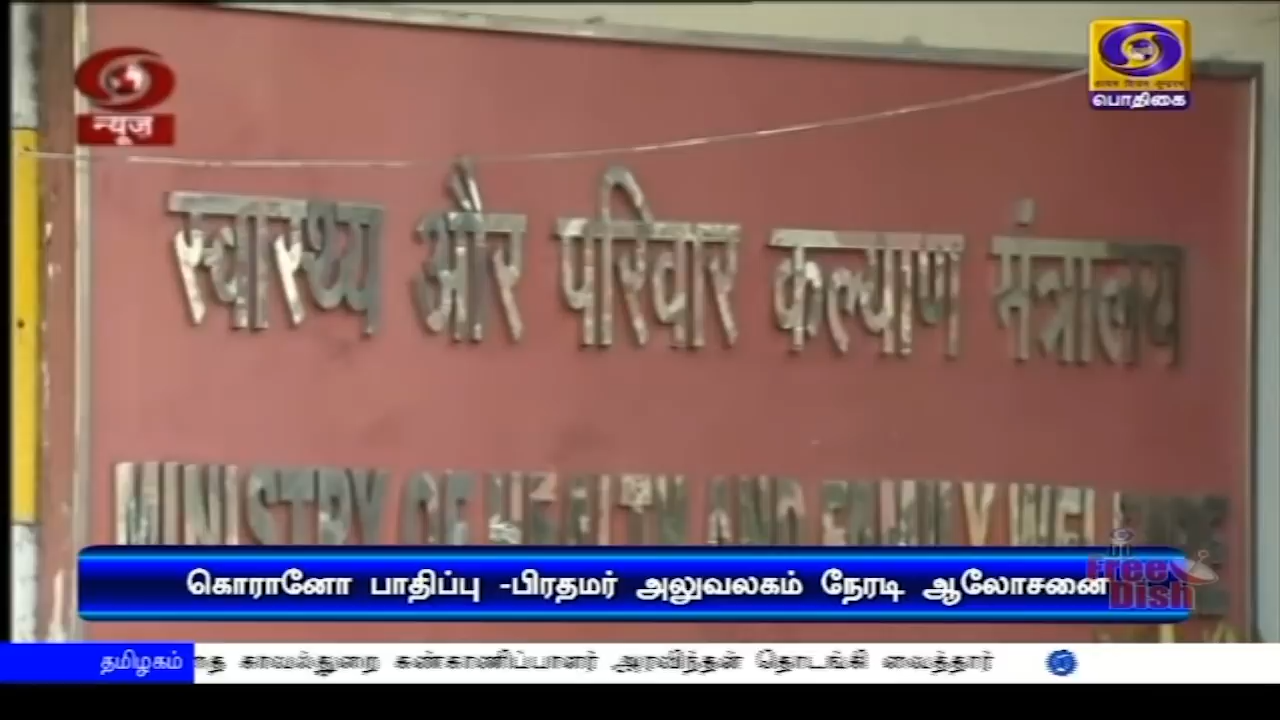 न्यूज़
பொதிகை
स्वास्थ्य और परिवार कल्याण मंत्रालय
MINISTRY OF HEALTH AND FAMILY WELFARE
கொரானோ பாதிப்பு -பிரதமர் அலுவலகம் நேரடி ஆலோசனை
Free Dish
தமிழகம்
காவல்துறை கண்காணிப்பாளர் அரவிந்தன் தொடங்கி வைத்தார்